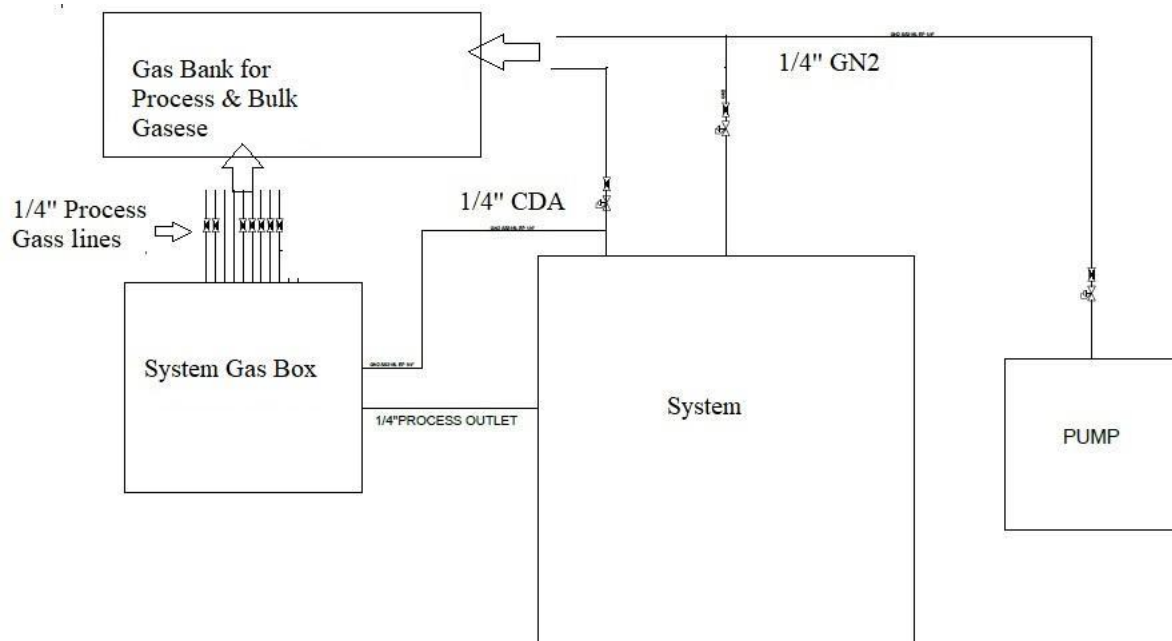 Gas Bank for
Process & Bulk
Gasese
1/4" GN2
1/4" Process
Gass lines
1/4" CDA
System Gas Box
1/4"PROCESS OUTLET
System
PUMP